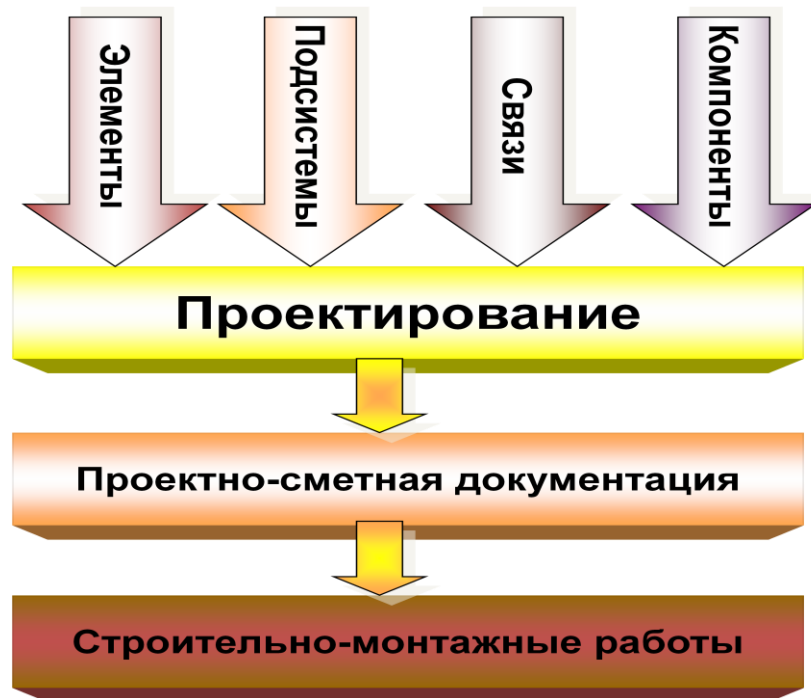 Элементы
Подсистемы
Связи
Компоненты
Проектирование
Проектно-сметная документация
Строительно-монтажные работы